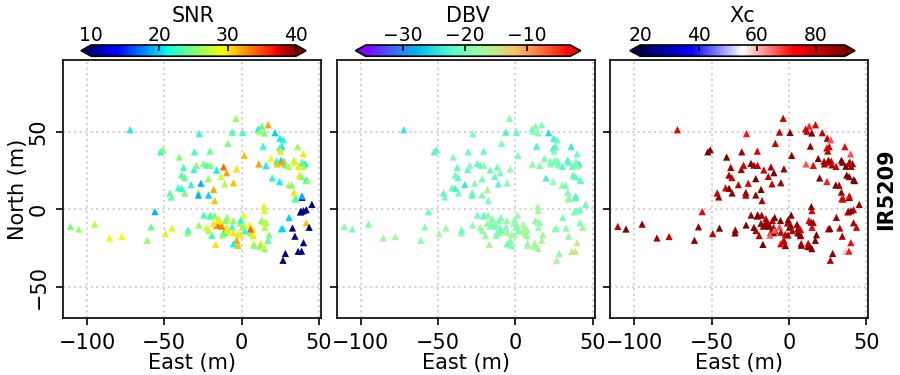 SNR DBV Xc
10 20 30 40 −30 −20 −10 20 40 60 80
50
0
−50
North (m)
IR5209
−100 −50 0 50 −100 −50 0 50 −100 −50 0 50
East (m) East (m) East (m)